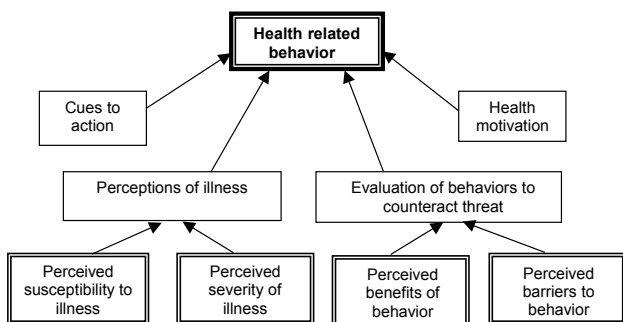 Health related
behavior
Cues to
action
Health
motivation
Perceptions of illness
Evaluation of behaviors to
counteract threat
Perceived
susceptibility to
illness
Perceived
severity of
illness
Perceived
benefits of
behavior
Perceived
barriers to
behavior